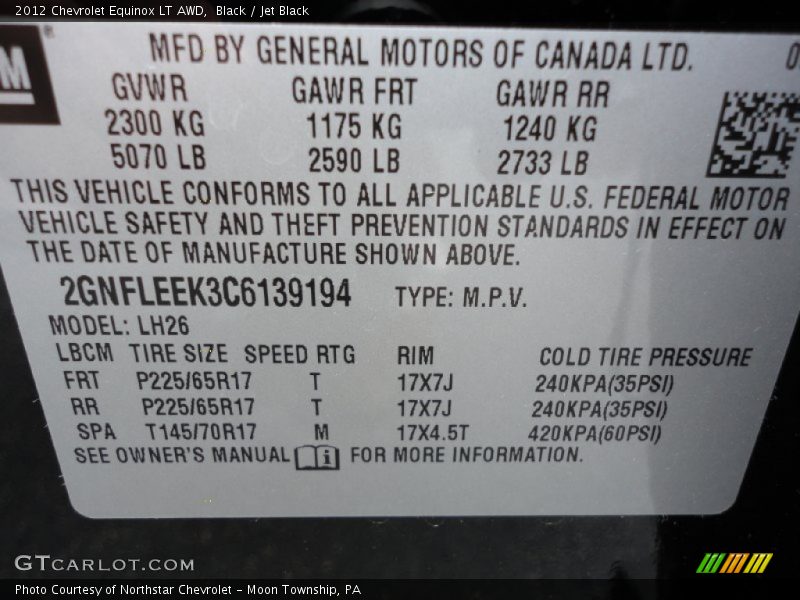 2012 Chevrolet Equinox LT AWD, Black / Jet Black
M
®
MFD BY GENERAL MOTORS OF CANADA LTD. 0
GVWR GAWR FRT GAWR RR
2300 KG 1175 KG 1240 KG
5070 LB 2590 LB 2733 LB
THIS VEHICLE CONFORMS TO ALL APPLICABLE U.S. FEDERAL MOTOR
VEHICLE SAFETY AND THEFT PREVENTION STANDARDS IN EFFECT ON
THE DATE OF MANUFACTURE SHOWN ABOVE.
2GNFLEEK3C6139194 TYPE: M.P.V.
MODEL: LH26
LBCM TIRE SIZE SPEED RTG RIM COLD TIRE PRESSURE
FRT P225/65R17 T 17X7J 240KPA(35PSI)
RR P225/65R17 T 17X7J 240KPA(35PSI)
SPA T145/70R17 M 17X4.5T 420KPA(60PSI)
SEE OWNER'S MANUAL i FOR MORE INFORMATION.
GTCARLOT.COM
Photo Courtesy of Northstar Chevrolet - Moon Township, PA